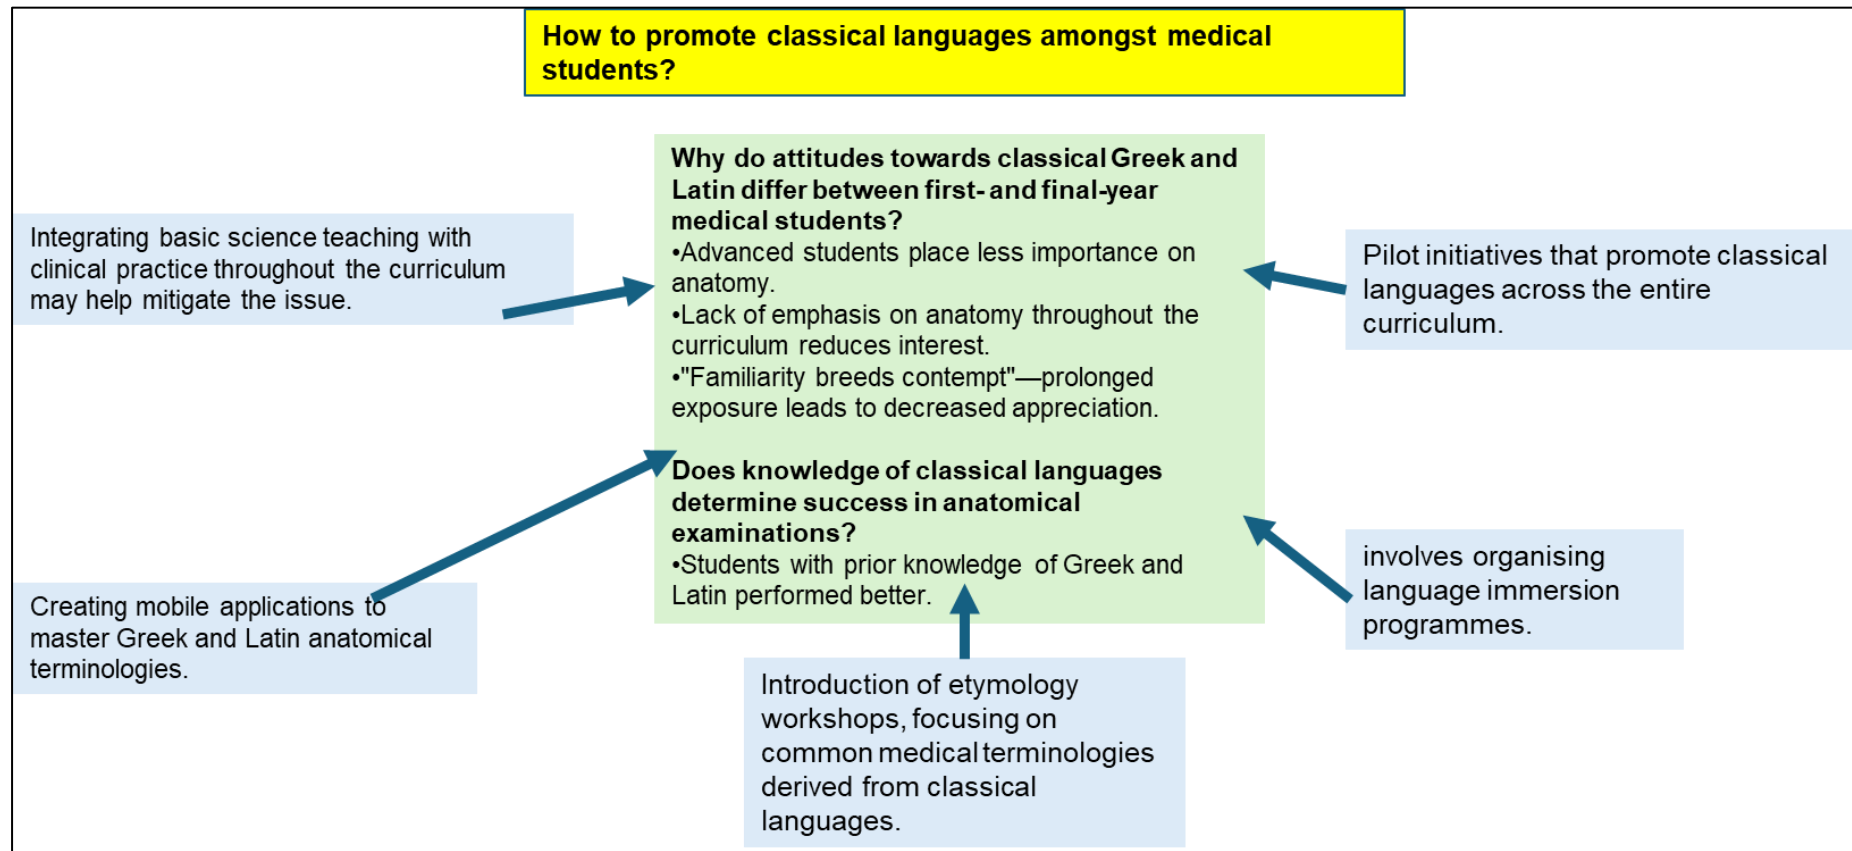 How to promote classical languages amongst medical
students?
Why do attitudes towards classical Greek and
Latin differ between first- and final-year
medical students?
•Advanced students place less importance on
anatomy.
•Lack of emphasis on anatomy throughout the
curriculum reduces interest.
•"Familiarity breeds contempt"—prolonged
exposure leads to decreased appreciation.
Does knowledge of classical languages
determine success in anatomical
examinations?
•Students with prior knowledge of Greek and
Latin performed better.
Integrating basic science teaching with
clinical practice throughout the curriculum
may help mitigate the issue.
Creating mobile applications to
master Greek and Latin anatomical
terminologies.
Introduction of etymology
workshops, focusing on
common medical terminologies
derived from classical
languages.
Pilot initiatives that promote classical
languages across the entire
curriculum.
involves organising
language immersion
programmes.